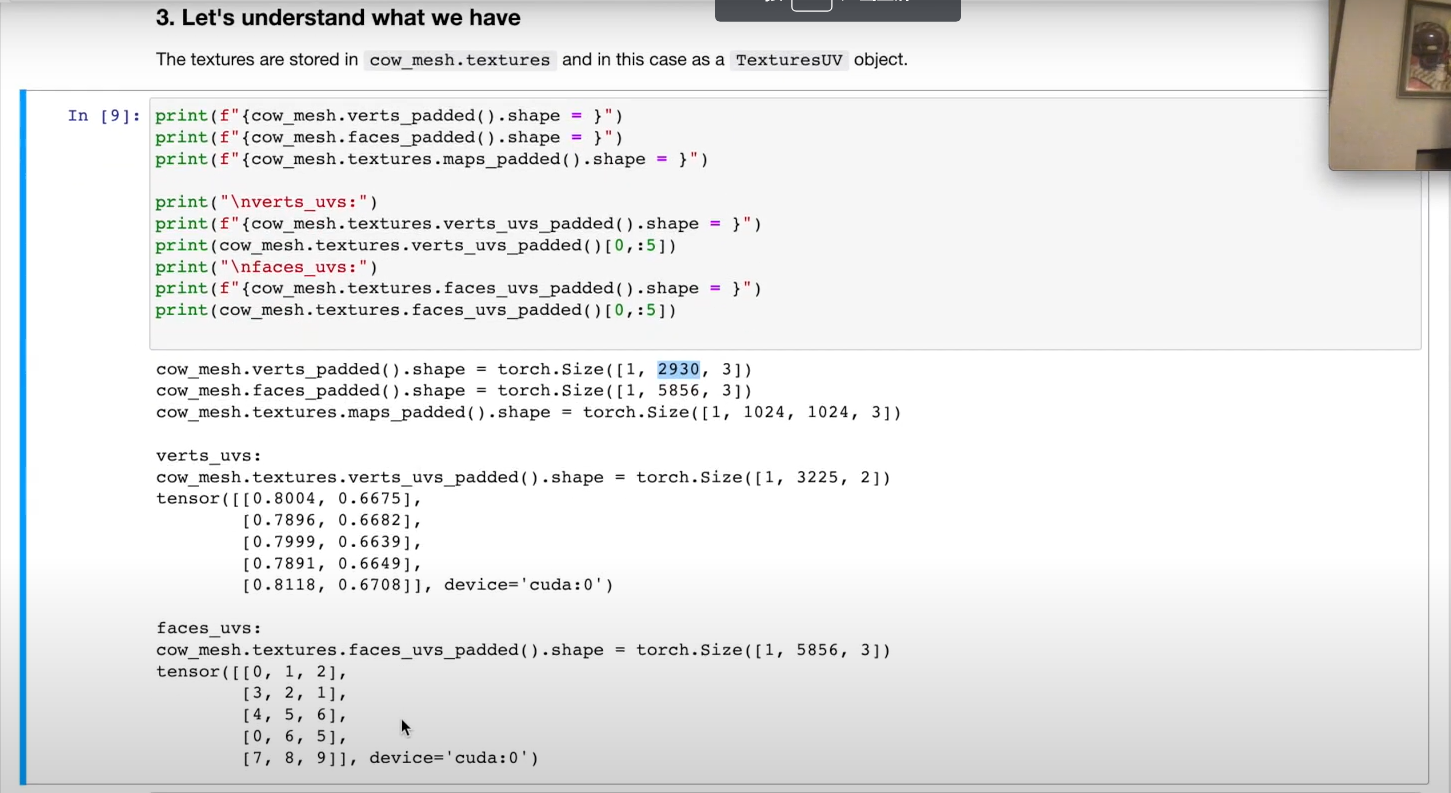 3. Let's understand what we have
The textures are stored in cow_mesh.textures and in this case as a TexturesUV object.
In [9]: print(f"{cow_mesh.verts_padded().shape = }")
print(f"{cow_mesh.faces_padded().shape = }")
print(f"{cow_mesh.textures.maps_padded().shape = }")
print("\nverts_uvs:")
print(f"{cow_mesh.textures.verts_uvs_padded().shape = }")
print(cow_mesh.textures.verts_uvs_padded()[0,:5])
print("\nfaces_uvs:")
print(f"{cow_mesh.textures.faces_uvs_padded().shape = }")
print(cow_mesh.textures.faces_uvs_padded()[0,:5])
cow_mesh.verts_padded().shape = torch.Size([1, 2930, 3])
cow_mesh.faces_padded().shape = torch.Size([1, 5856, 3])
cow_mesh.textures.maps_padded().shape = torch.Size([1, 1024, 1024, 3])
verts_uvs:
cow_mesh.textures.verts_uvs_padded().shape = torch.Size([1, 3225, 2])
tensor([[0.8004, 0.6675],
[0.7896, 0.6682],
[0.7999, 0.6639],
[0.7891, 0.6649],
[0.8118, 0.6708]], device='cuda:0')
faces_uvs:
cow_mesh.textures.faces_uvs_padded().shape = torch.Size([1, 5856, 3])
tensor([[0, 1, 2],
[3, 2, 1],
[4, 5, 6],
[0, 6, 5],
[7, 8, 9]], device='cuda:0')